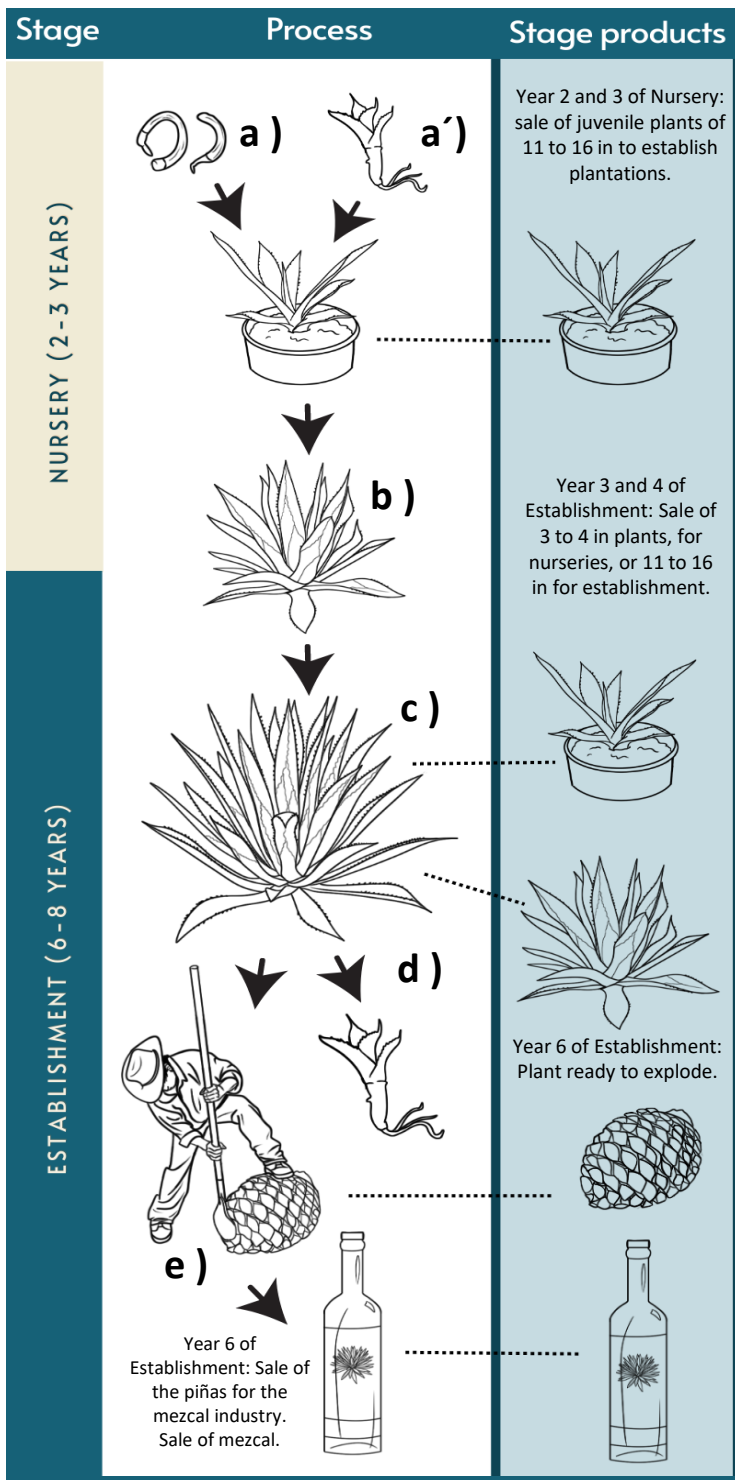 Stage
Process
Stage products
NURSERY (2-3 YEARS)
a )
a´)
Year 2 and 3 of Nursery:
sale of juvenile plants of
11 to 16 in to establish
plantations.
b )
Year 3 and 4 of
Establishment: Sale of
3 to 4 in plants, for
nurseries, or 11 to 16
in for establishment.
ESTABLISHMENT (6-8 YEARS)
c )
d )
Year 6 of Establishment:
Plant ready to explode.
e )
Year 6 of
Establishment: Sale of
the piñas for the
mezcal industry.
Sale of mezcal.